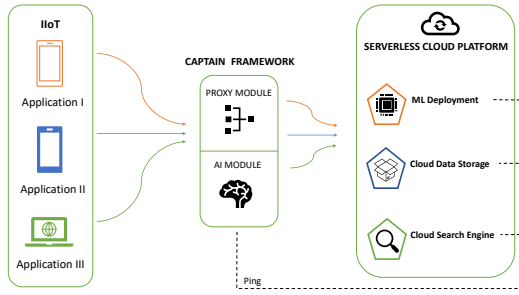 IIoT
Application I
Application II
Application III
CAPTAIN FRAMEWORK
PROXY MODULE
AI MODULE
Ping
SERVERLESS CLOUD PLATFORM
ML Deployment
Cloud Data Storage
Cloud Search Engine